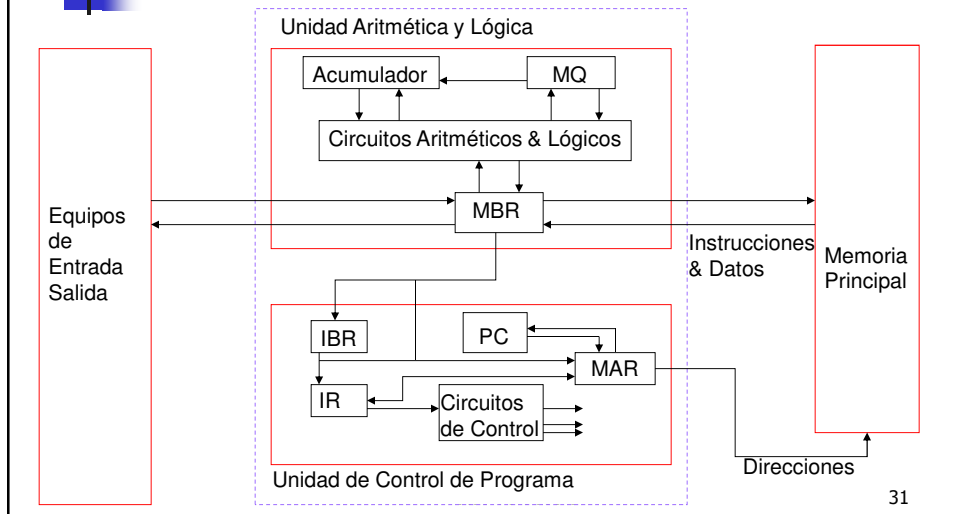 Unidad Aritmética y Lógica
Acumulador
MQ
Circuitos Aritméticos & Lógicos
MBR
Equipos
de
Entrada
Salida
Instrucciones
& Datos
Memoria
Principal
IBR
PC
MAR
IR
Circuitos
de Control
Unidad de Control de Programa
Direcciones
31